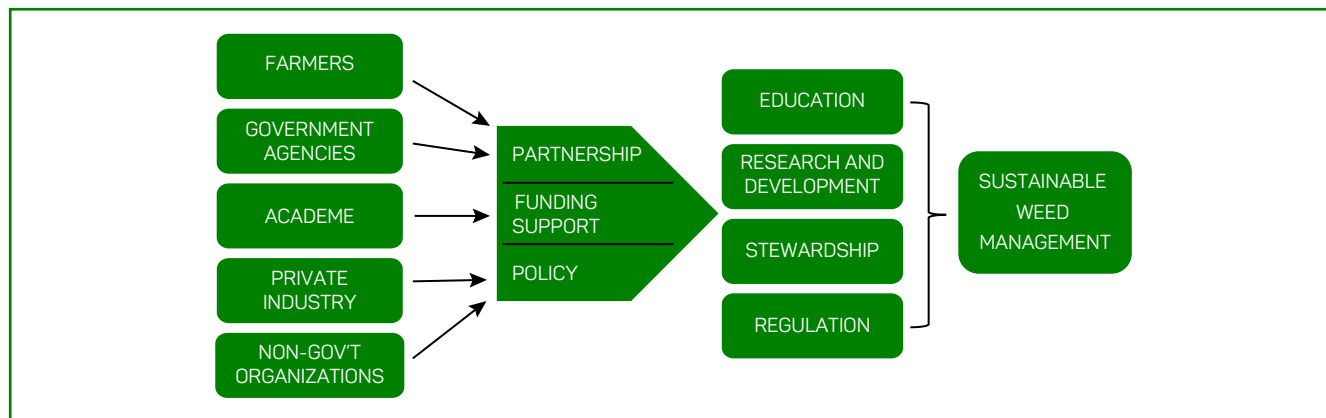 FARMERS
GOVERNMENT
AGENCIES
ACADEME
PRIVATE
INDUSTRY
NON-GOV'T
ORGANIZATIONS
PARTNERSHIP
FUNDING
SUPPORT
POLICY
EDUCATION
RESEARCH AND
DEVELOPMENT
STEWARDSHIP
REGULATION
SUSTAINABLE
WEED
MANAGEMENT